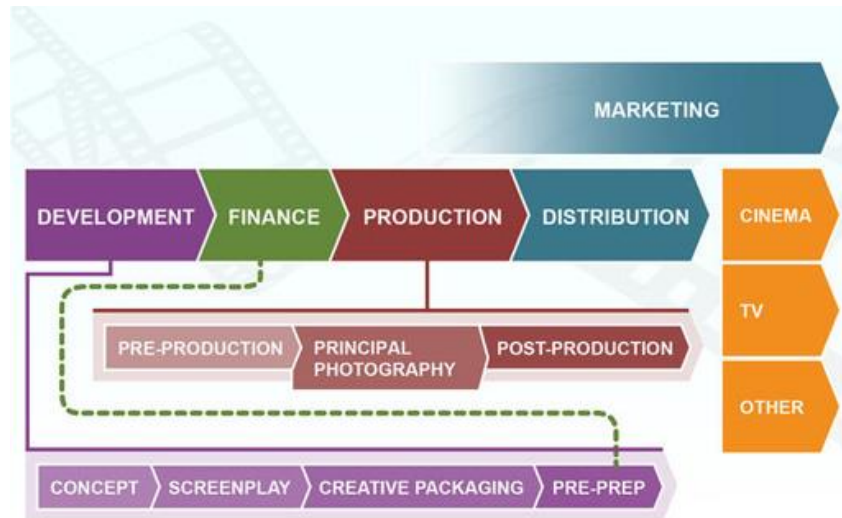 MARKETING
DEVELOPMENT
FINANCE
PRODUCTION
DISTRIBUTION
CINEMA
TV
OTHER
PRE-PRODUCTION
PRINCIPAL
PHOTOGRAPHY
POST-PRODUCTION
CONCEPT
SCREENPLAY
CREATIVE PACKAGING
PRE-PREP